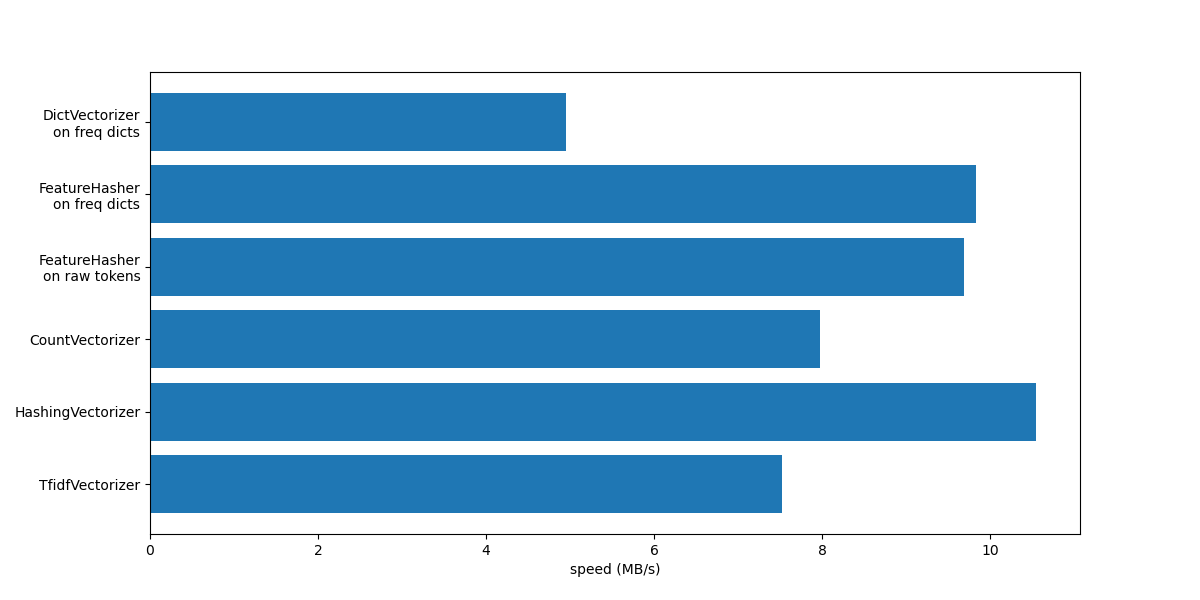 DictVectorizer
on freq dicts
FeatureHasher
on freq dicts
FeatureHasher
on raw tokens
CountVectorizer
HashingVectorizer
TfidfVectorizer
0 2 4 6 8 10
speed (MB/s)